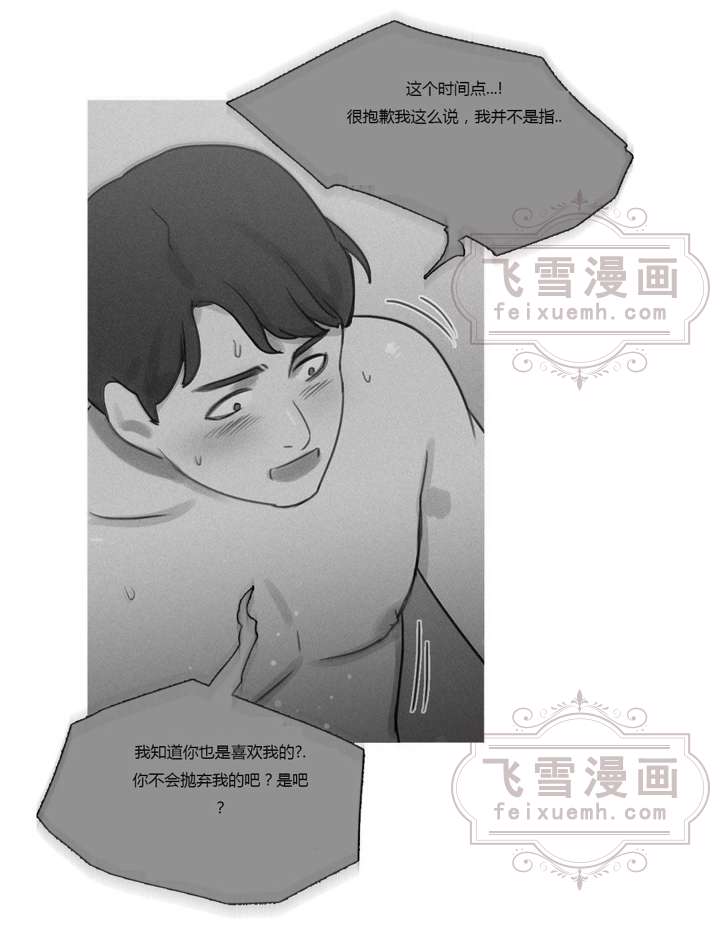 这个时间点...!
很抱歉我这么说，我并不是指..
飞雪漫画
feixuemh.com
我知道你也是喜欢我的?.
你不会抛弃我的吧？是吧
？
飞雪漫画
feixuemh.com